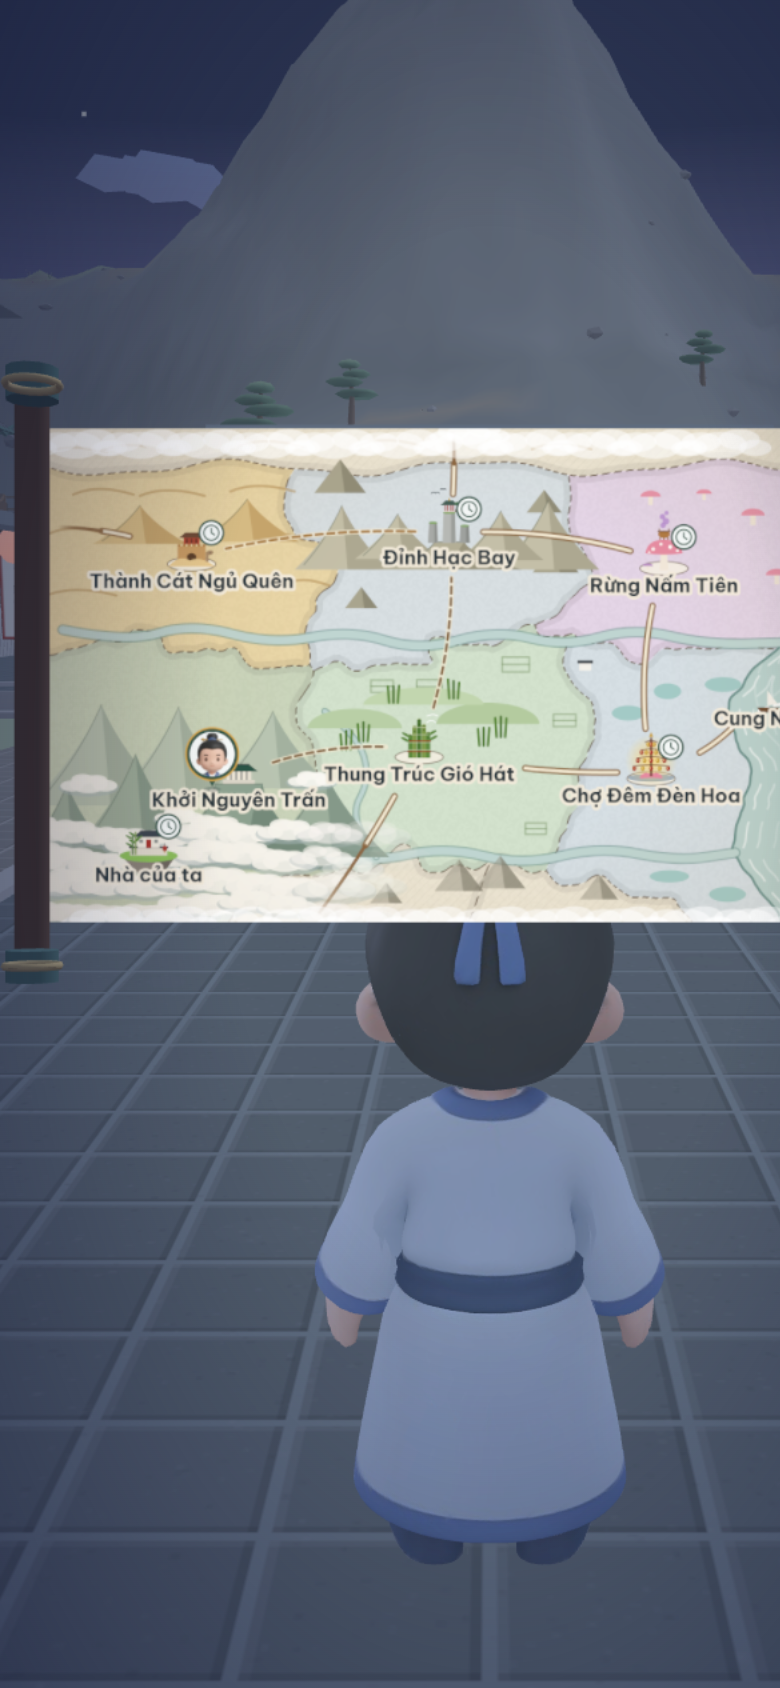 Đỉnh Hạc Bay
Thành Cát Ngủ Quên
Rừng Nấm Tiên
Cung N
Thung Trúc Gió Hát
Chợ Đêm Đèn Hoa
Khởi Nguyên Trấn
Nhà của ta